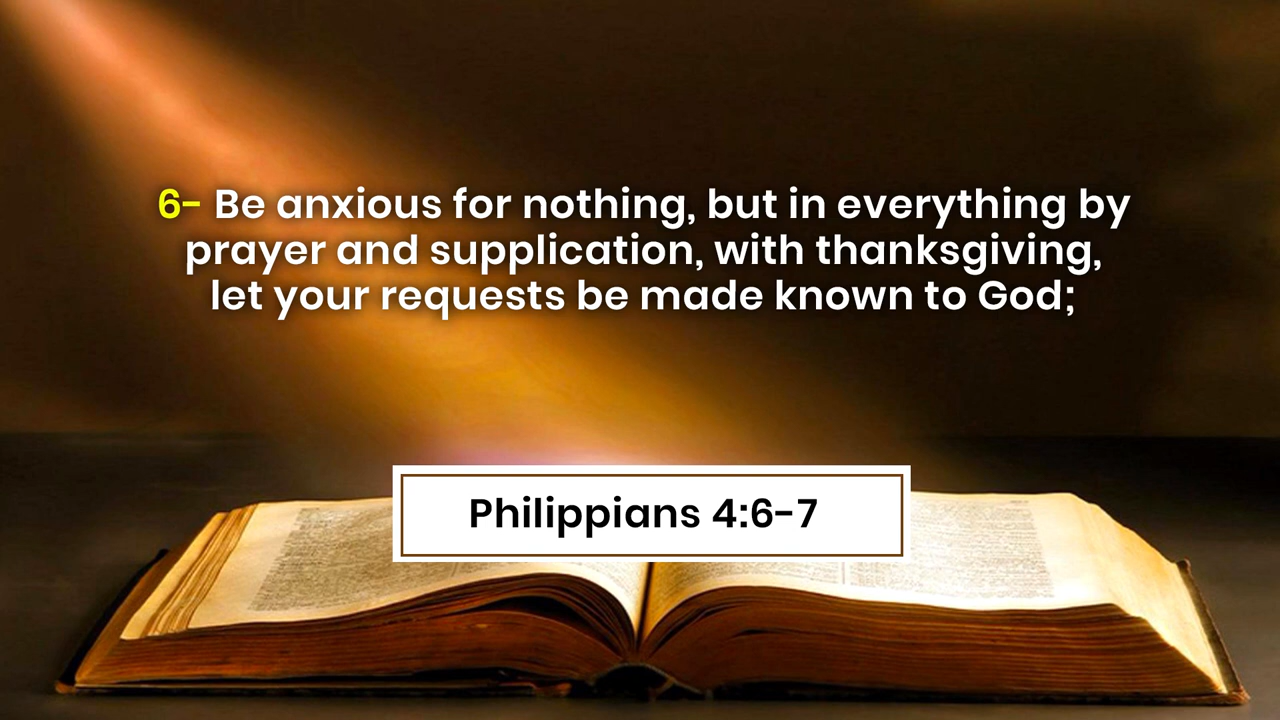 6- Be anxious for nothing, but in everything by
prayer and supplication, with thanksgiving,
let your requests be made known to God;
Philippians 4:6-7